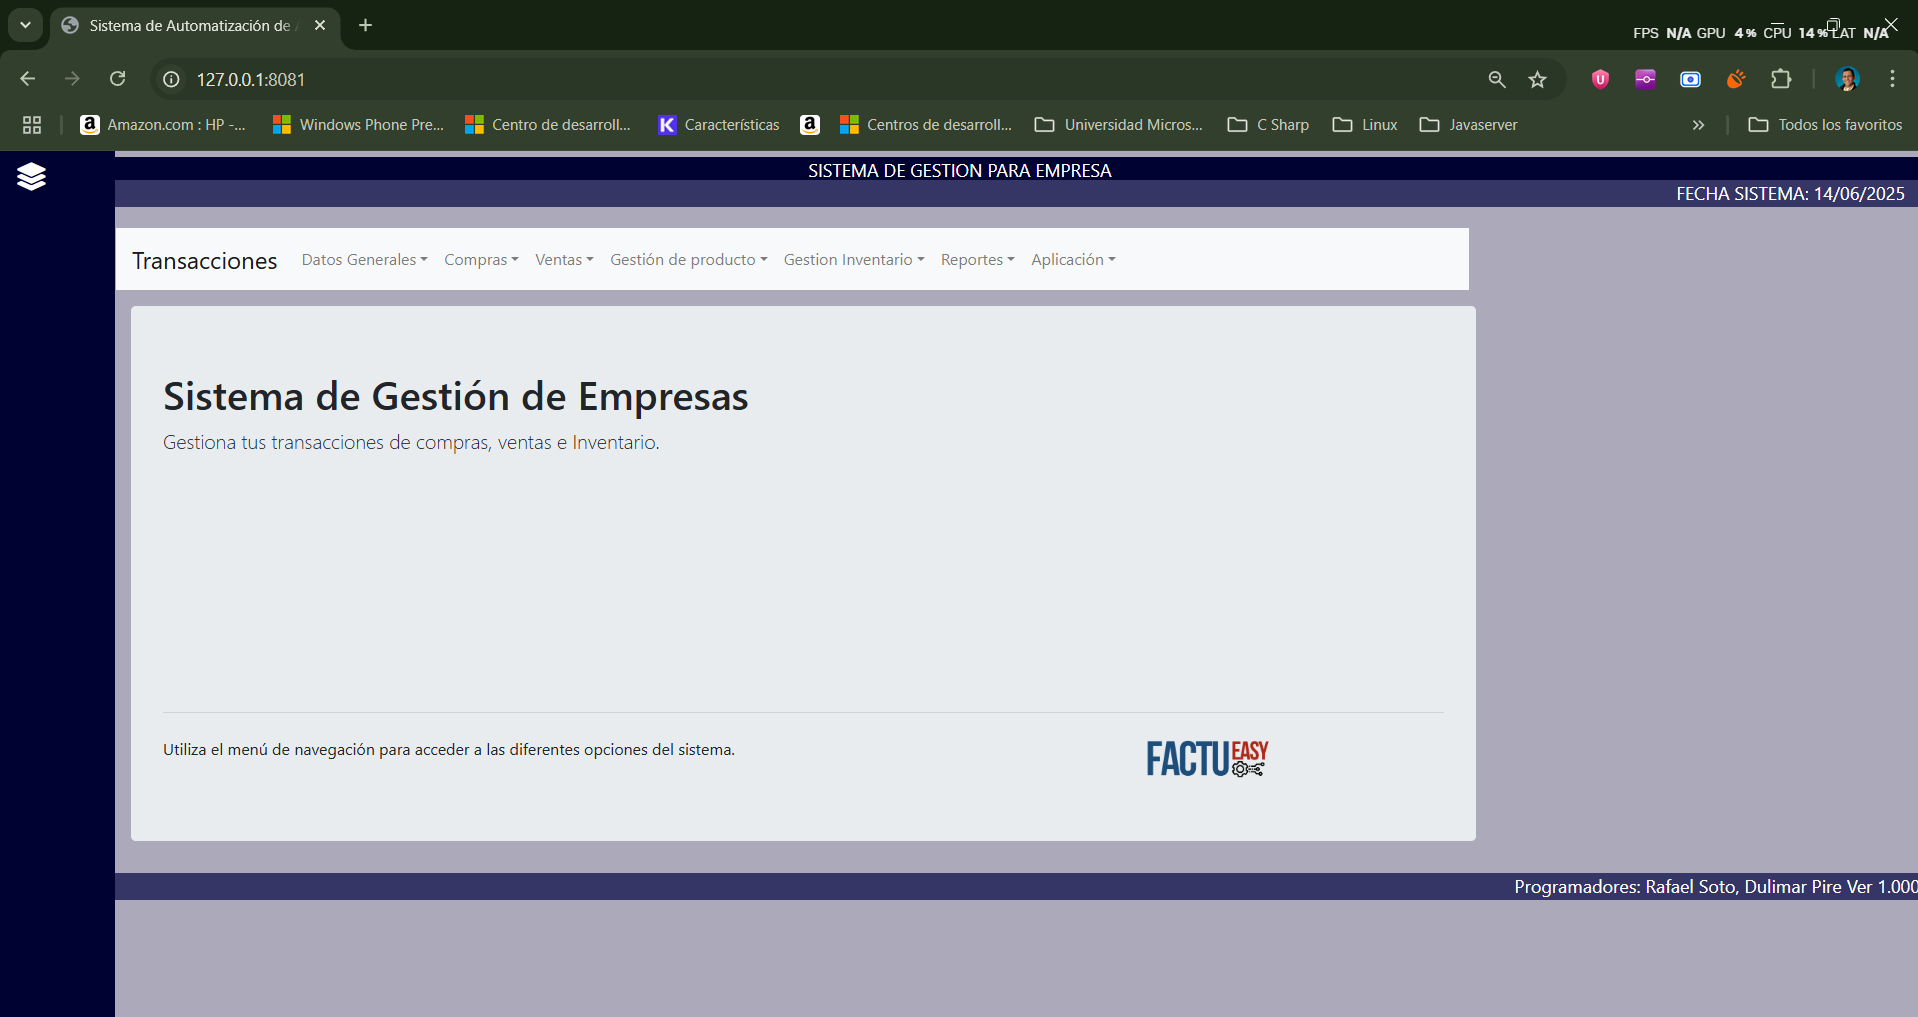 Sistema de Automatización de A
FPS N/A GPU 4% CPU 14% LAT N/A
127.0.0.1:8081
Amazon.com : HP -... Windows Phone Pre... Centro de desarroll... Características Centros de desarroll... Universidad Micros... C Sharp Linux Javaserver » Todos los favoritos
SISTEMA DE GESTION PARA EMPRESA
FECHA SISTEMA: 14/06/2025
Transacciones Datos Generales Compras Ventas Gestión de producto Gestion Inventario Reportes Aplicación
Sistema de Gestión de Empresas
Gestiona tus transacciones de compras, ventas e Inventario.
Utiliza el menú de navegación para acceder a las diferentes opciones del sistema.
FACTU EASY
Programadores: Rafael Soto, Dulimar Pire Ver 1.000